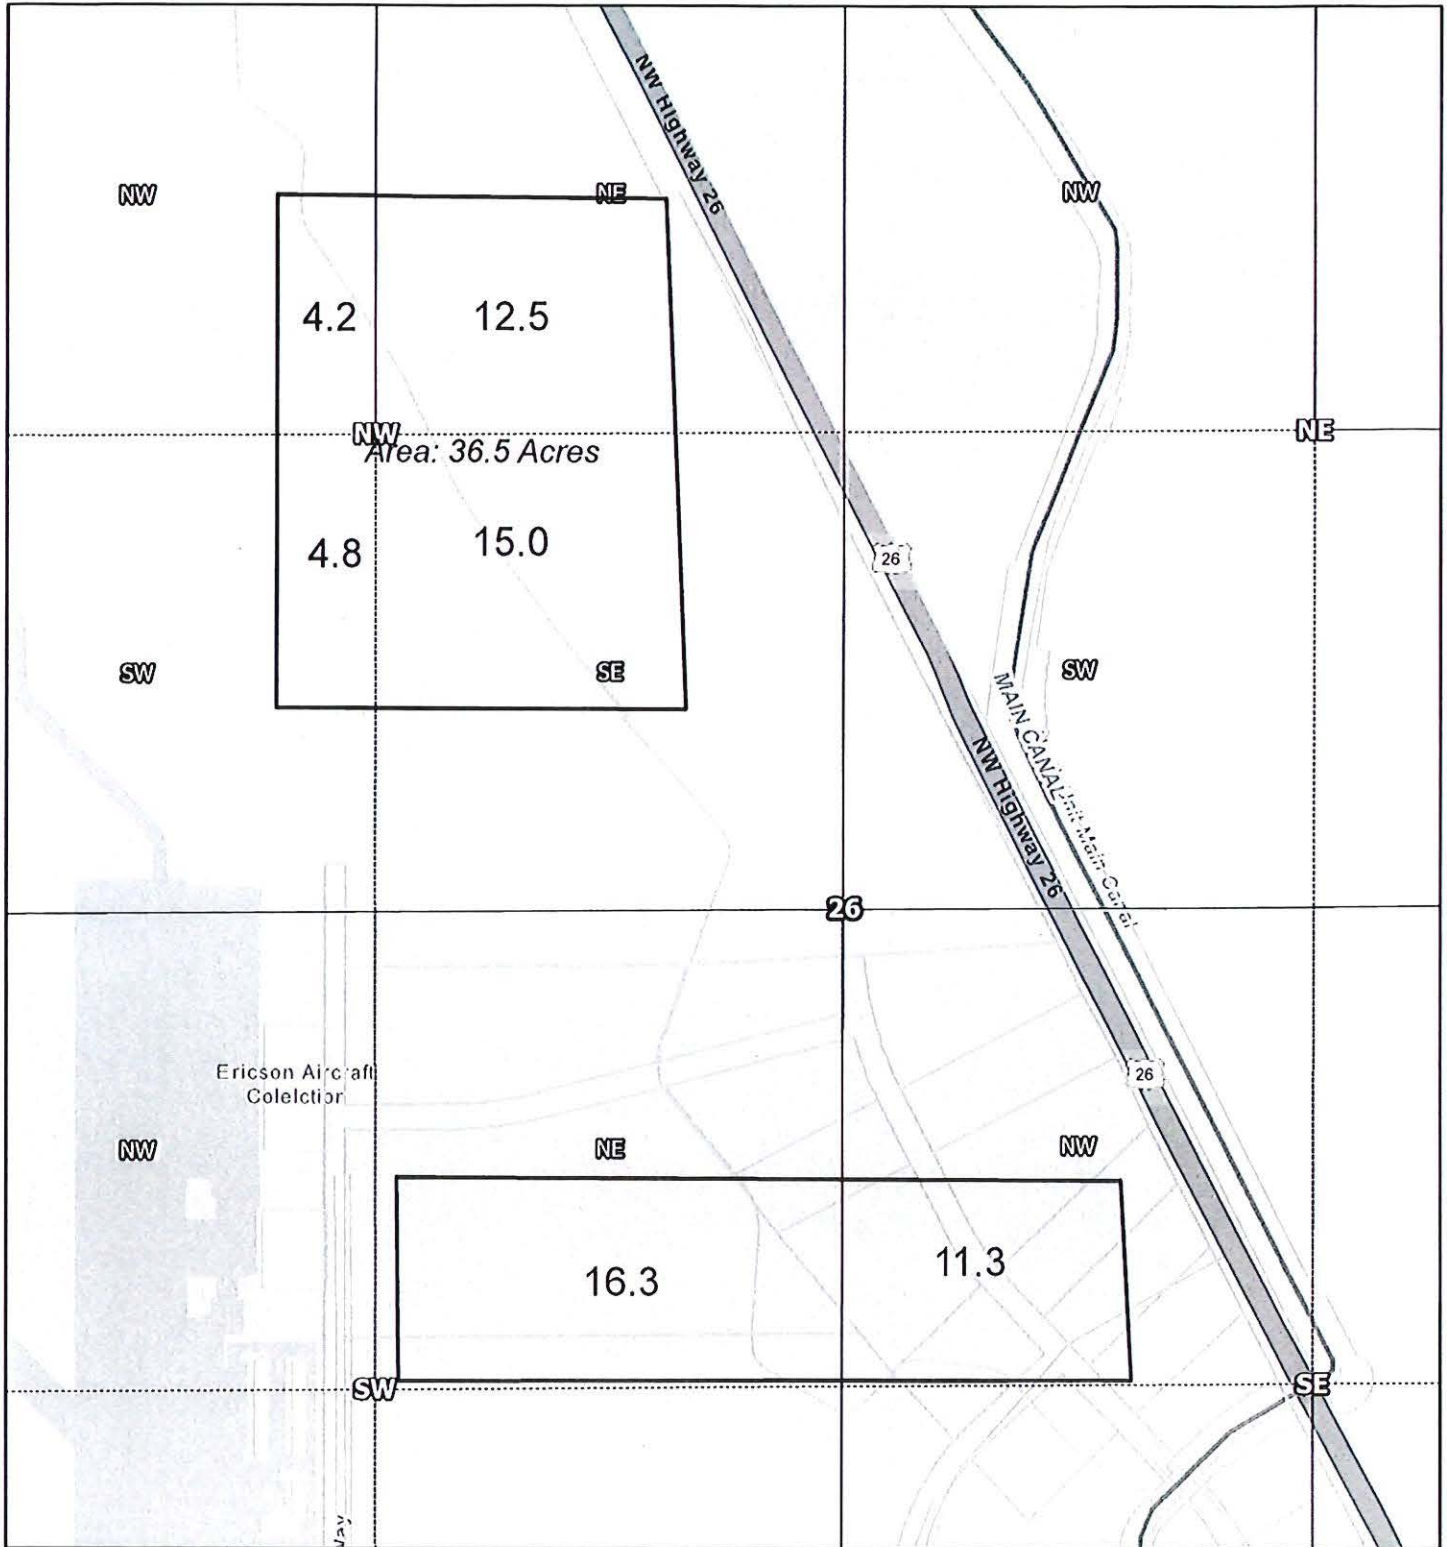 NW Highway 26
NW
NE
NW
4.2
12.5
NW
NE
Area: 36.5 Acres
4.8
15.0
26
SW
SE
SW
MAIN CANAL
Unit Main Canal
NW Highway 26
26
Ericson Aircraft
Colelction
26
NW
NE
NW
16.3
11.3
SW
SE
Way